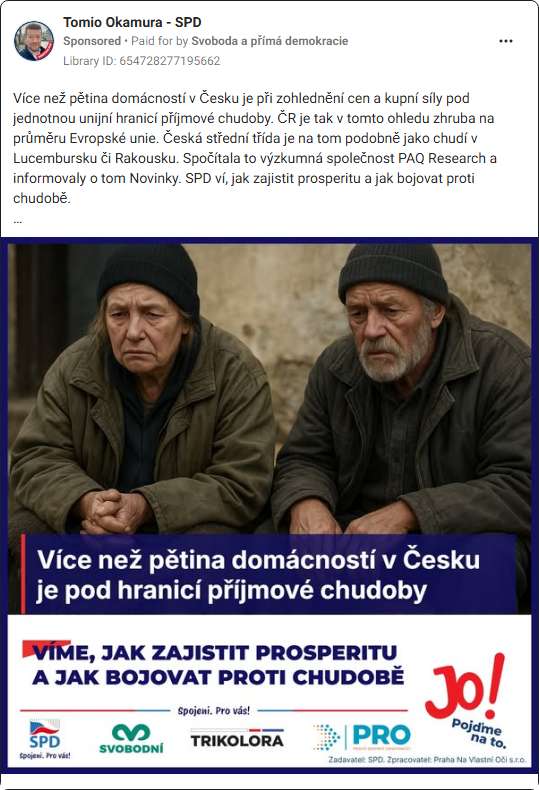 Tomio Okamura - SPD
Sponsored • Paid for by Svoboda a přímá demokracie
Library ID: 654728277195662
Více než pětina domácností v Česku je při zohlednění cen a kupní síly pod
jednotnou unijní hranicí příjmové chudoby. ČR je tak v tomto ohledu zhruba na
průměru Evropské unie. Česká střední třída je na tom podobně jako chudí v
Lucembursku či Rakousku. Spočítala to výzkumná společnost PAQ Research a
informovaly o tom Novinky. SPD ví, jak zajistit prosperitu a jak bojovat proti
chudobě.
...
Více než pětina domácností v Česku
je pod hranicí příjmové chudoby
VÍME, JAK ZAJISTIT PROSPERITU
A JAK BOJOVAT PROTI CHUDOBĚ
Jo!
Pojďme
na to.
Spojeni. Pro vás!
SPD
Spojeni. Pro vás!
SVOBODNÍ
TRIKOLORA
PRO
Zadavatel: SPD. Zpracovatel: Praha Na Vlastní Oči s.r.o.